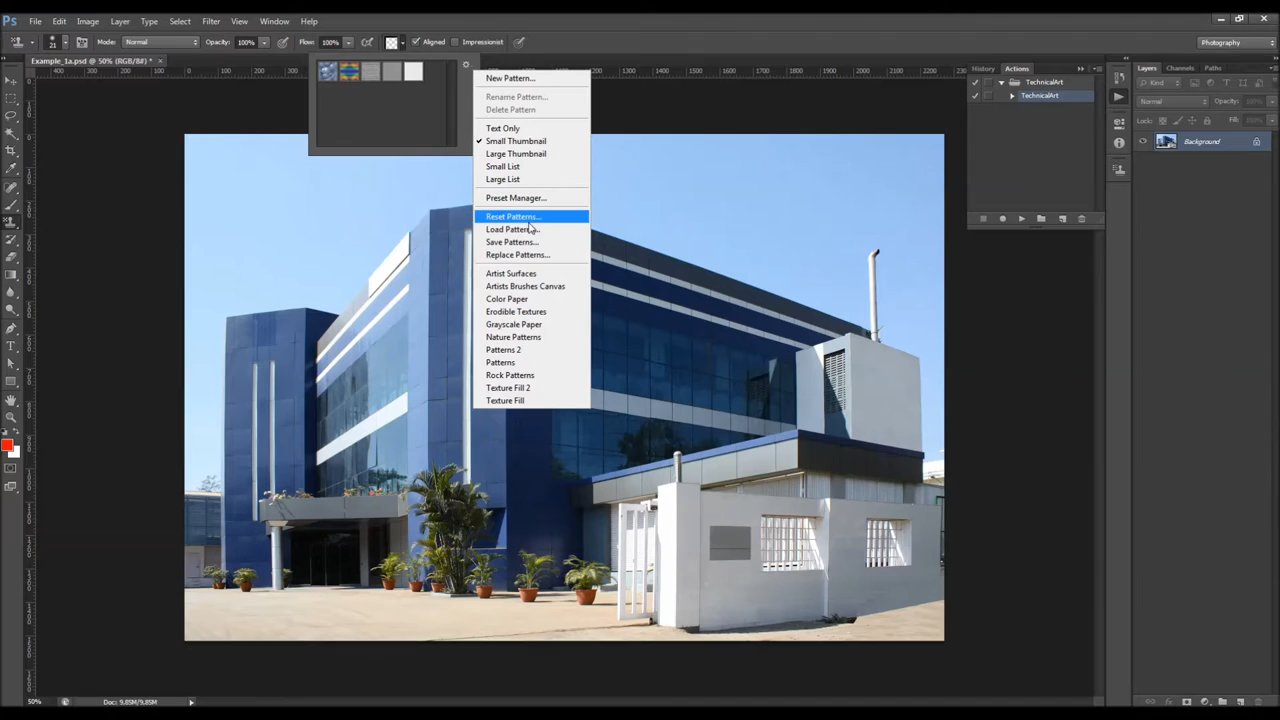 Ps File Edit Image Layer Type Select Filter View Window Help
21 Mode: Normal Opacity: 100% Flow: 100% Aligned Impressionist Photography
Example_1a.psd @ 50% (RGB/8#) * ×
New Pattern...
Rename Pattern...
Delete Pattern
Text Only
Small Thumbnail
Large Thumbnail
Small List
Large List
Preset Manager...
Reset Patterns...
Load Patterns...
Save Patterns...
Replace Patterns...
Artist Surfaces
Artists Brushes Canvas
Color Paper
Erodible Textures
Grayscale Paper
Nature Patterns
Patterns 2
Patterns
Rock Patterns
Texture Fill 2
Texture Fill
History Actions
TechnicalArt
TechnicalArt
Layers Channels Paths
Kind
Normal Opacity:
Lock: Fill:
Background
50% Doc: 9.85M/9.85M